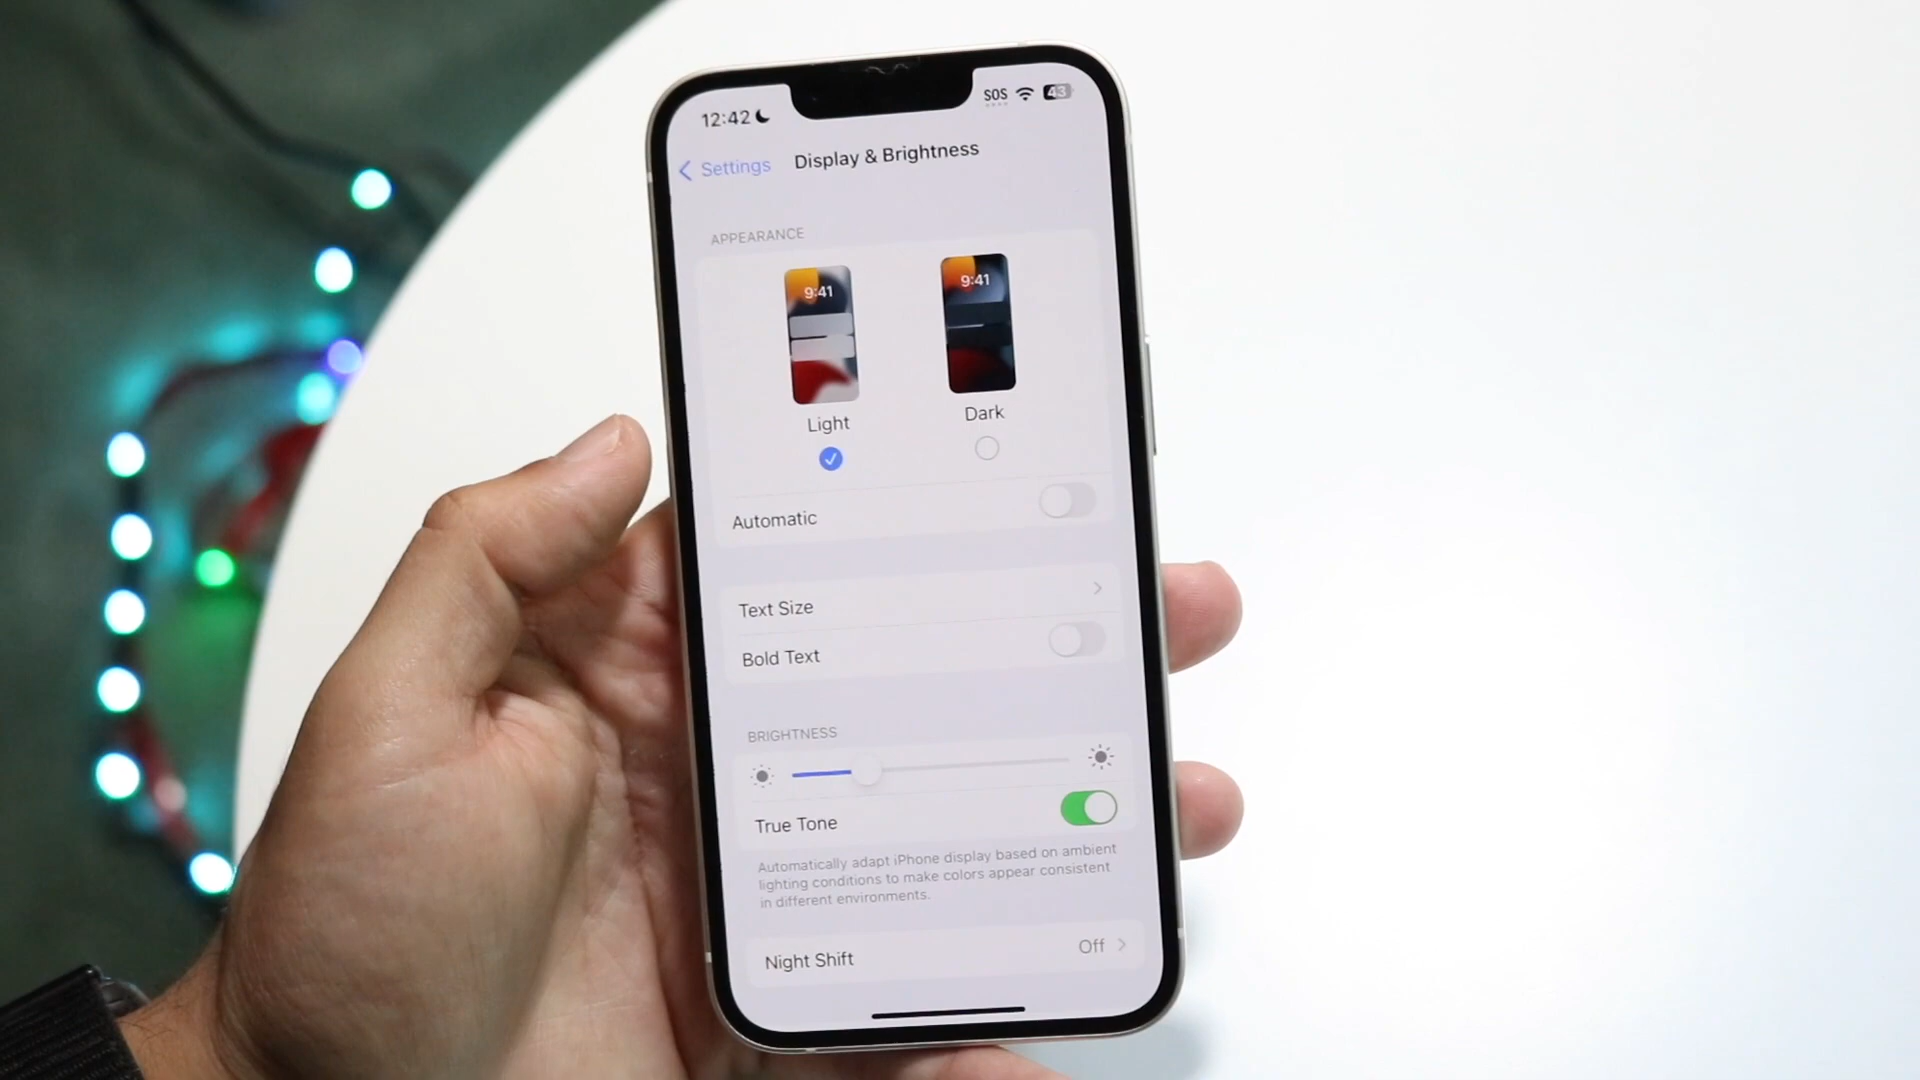 12:42
SOS 43
Settings Display & Brightness
APPEARANCE
9:41 9:41
Light Dark
Automatic
Text Size
Bold Text
BRIGHTNESS
True Tone
Automatically adapt iPhone display based on ambient
lighting conditions to make colors appear consistent
in different environments.
Night Shift Off